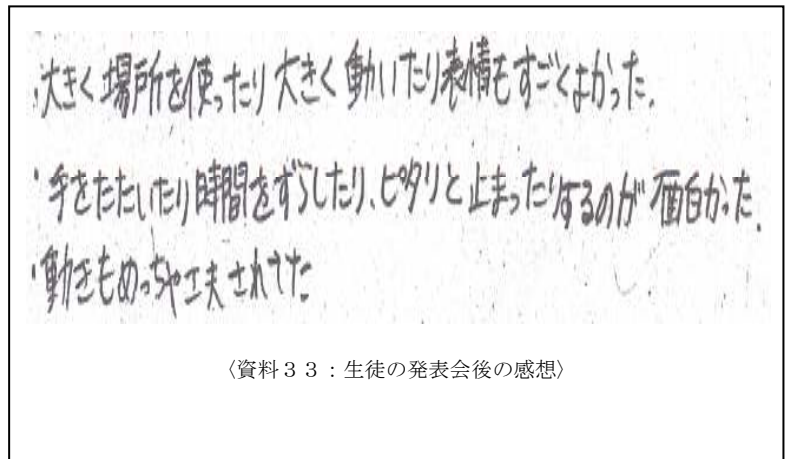 ・大きく場所を使ったり大きく動いたり表情もすごくよかった。
・手をたたいたり時間をずらしたり、ピタリと止まったりするのが面白かった。
・動きもめっちゃ工夫されてた
〈資料３３：生徒の発表会後の感想〉